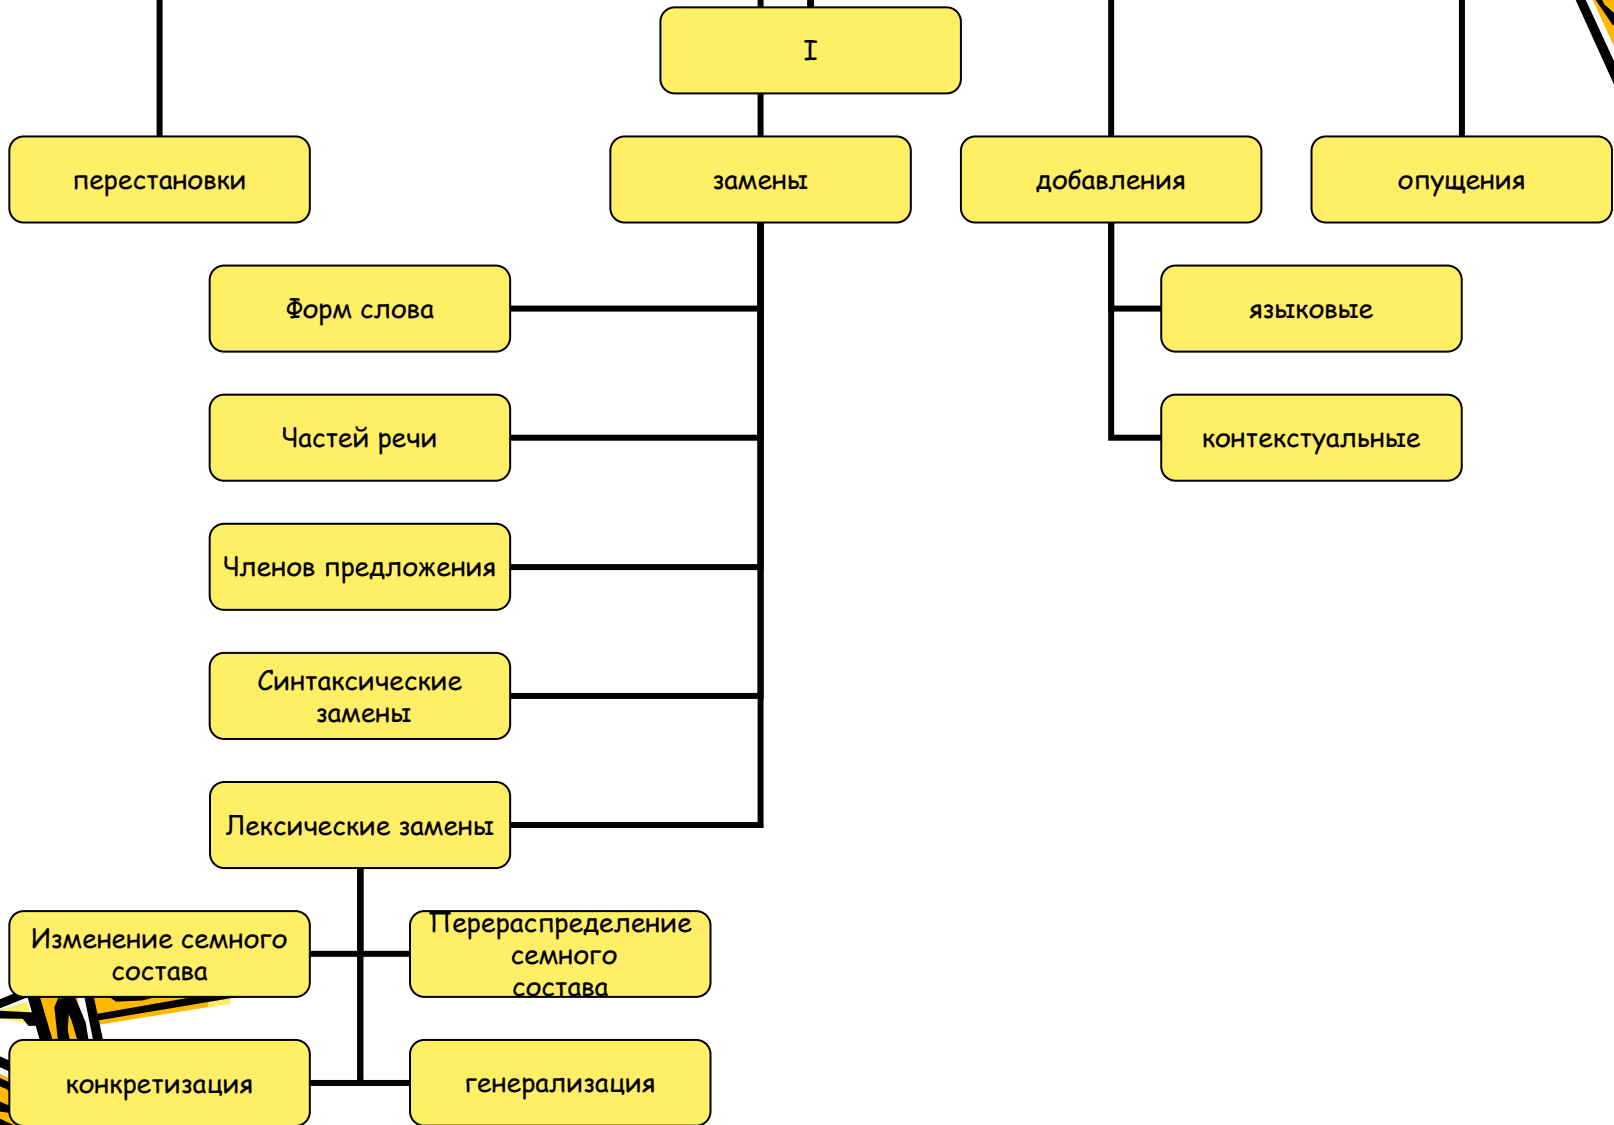 I
перестановки
замены
добавления
опущения
Форм слова
языковые
Частей речи
контекстуальные
Членов предложения
Синтаксические
замены
Лексические замены
Изменение семного
состава
Перераспределение
семного
состава
конкретизация
генерализация